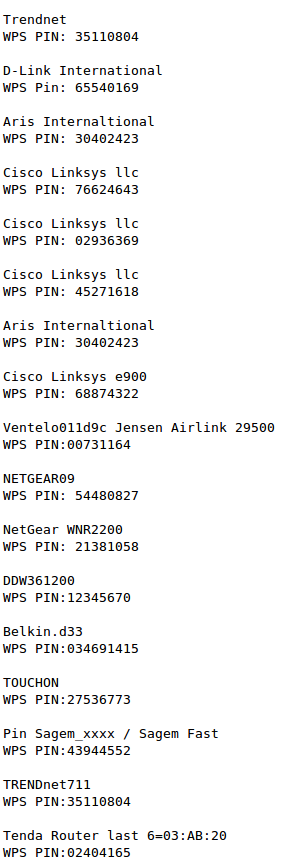 Trendnet
WPS PIN: 35110804
D-Link International
WPS Pin: 65540169
Aris Internaltional
WPS PIN: 30402423
Cisco Linksys llc
WPS PIN: 76624643
Cisco Linksys llc
WPS PIN: 02936369
Cisco Linksys llc
WPS PIN: 45271618
Aris Internaltional
WPS PIN: 30402423
Cisco Linksys e900
WPS PIN: 68874322
Ventelo011d9c Jensen Airlink 29500
WPS PIN:00731164
NETGEAR09
WPS PIN: 54480827
NetGear WNR2200
WPS PIN: 21381058
DDW361200
WPS PIN:12345670
Belkin.d33
WPS PIN:034691415
TOUCHON
WPS PIN:27536773
Pin Sagem_xxxx / Sagem Fast
WPS PIN:43944552
TRENDnet711
WPS PIN:35110804
Tenda Router last 6=03:AB:20
WPS PIN:02404165